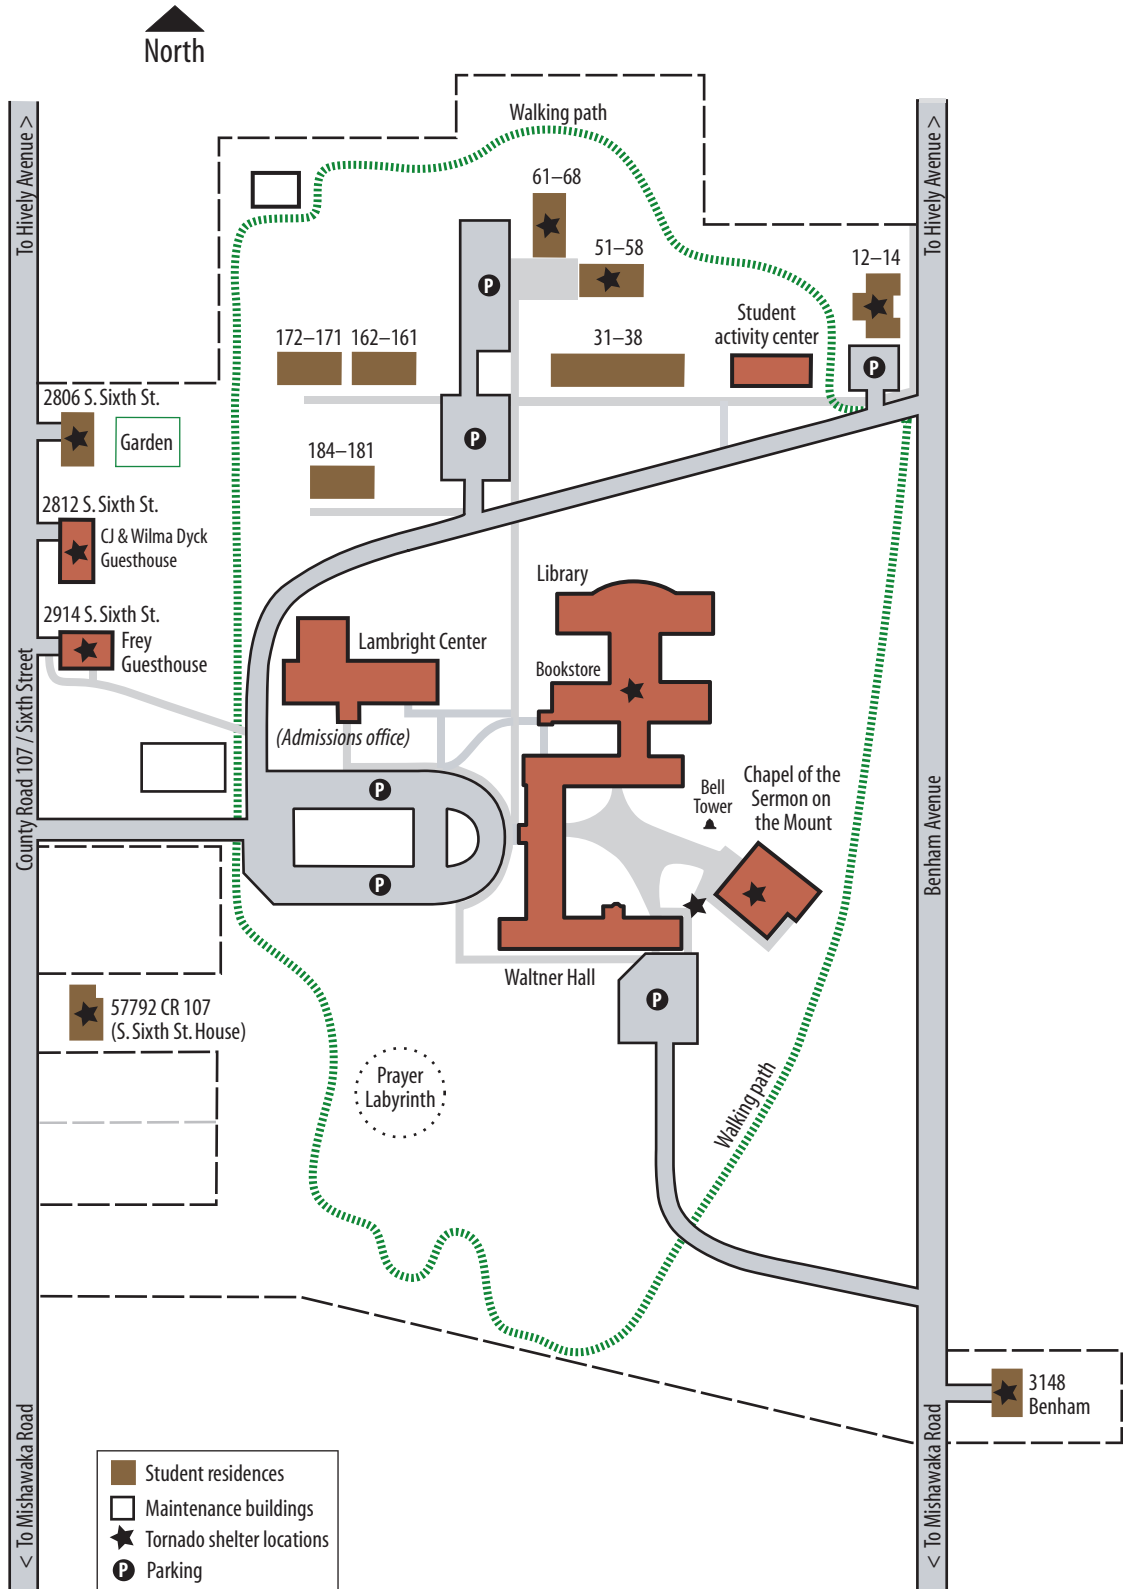 North
Walking path
To Hively Avenue >
To Hively Avenue >
61–68
51–58
12–14
Student
activity center
172–171
162–161
31–38
P
P
P
2806 S. Sixth St.
Garden
184–181
2812 S. Sixth St.
CJ & Wilma Dyck
Guesthouse
Library
2914 S. Sixth St.
Frey
Guesthouse
Lambright Center
Bookstore
(Admissions office)
County Road 107 / Sixth Street
Benham Avenue
P
Bell
Tower
Chapel of the
Sermon on
the Mount
P
Waltner Hall
P
57792 CR 107
(S. Sixth St. House)
Prayer
Labyrinth
Walking path
3148
Benham
< To Mishawaka Road
< To Mishawaka Road
Student residences
Maintenance buildings
Tornado shelter locations
P Parking